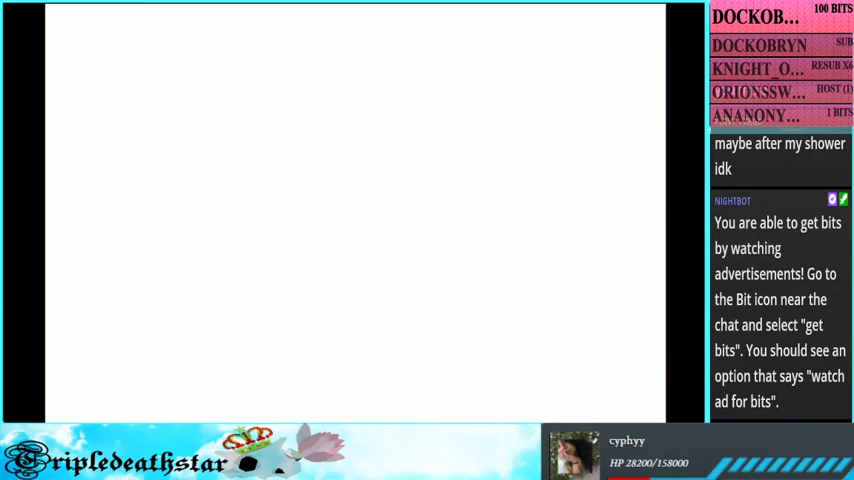 DOCKOB... 100 BITS
DOCKOBRYN SUB
KNIGHT_O... RESUB X6
ORIONSSW... HOST (1)
ANANONY... 1 BITS
maybe after my shower
idk
NIGHTBOT
You are able to get bits
by watching
advertisements! Go to
the Bit icon near the
chat and select "get
bits". You should see an
option that says "watch
ad for bits".
Tripledeathstar
cyphyy
HP 28200/158000